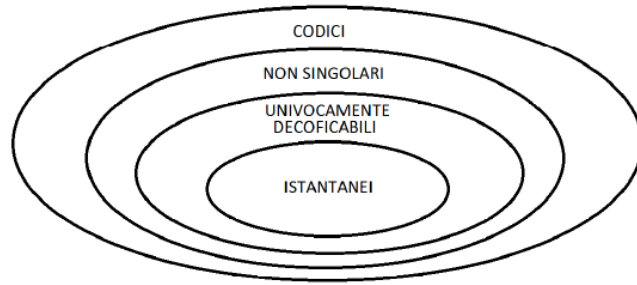 CODICI
NON SINGOLARI
UNIVOCAMENTE
DECOFICABILI
ISTANTANEI